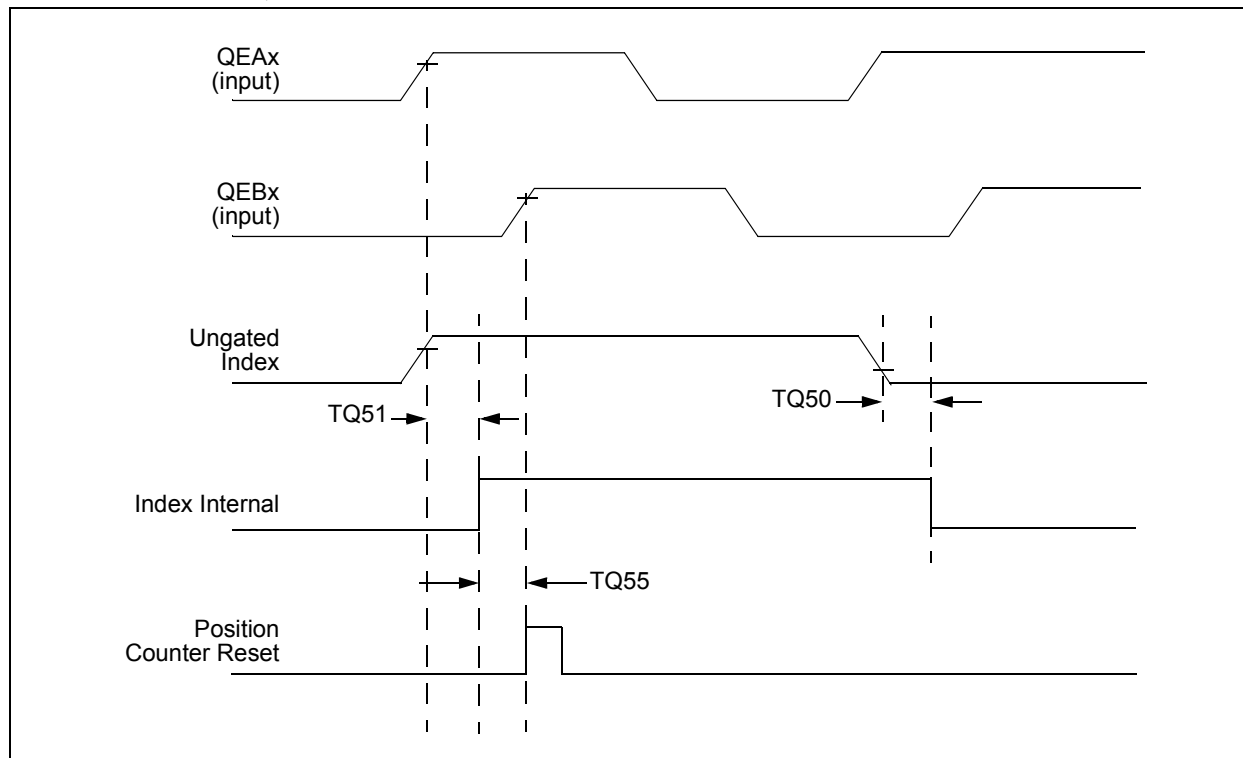 QEAx
(input)
QEBx
(input)
Ungated
Index
TQ51
TQ50
Index Internal
TQ55
Position
Counter Reset